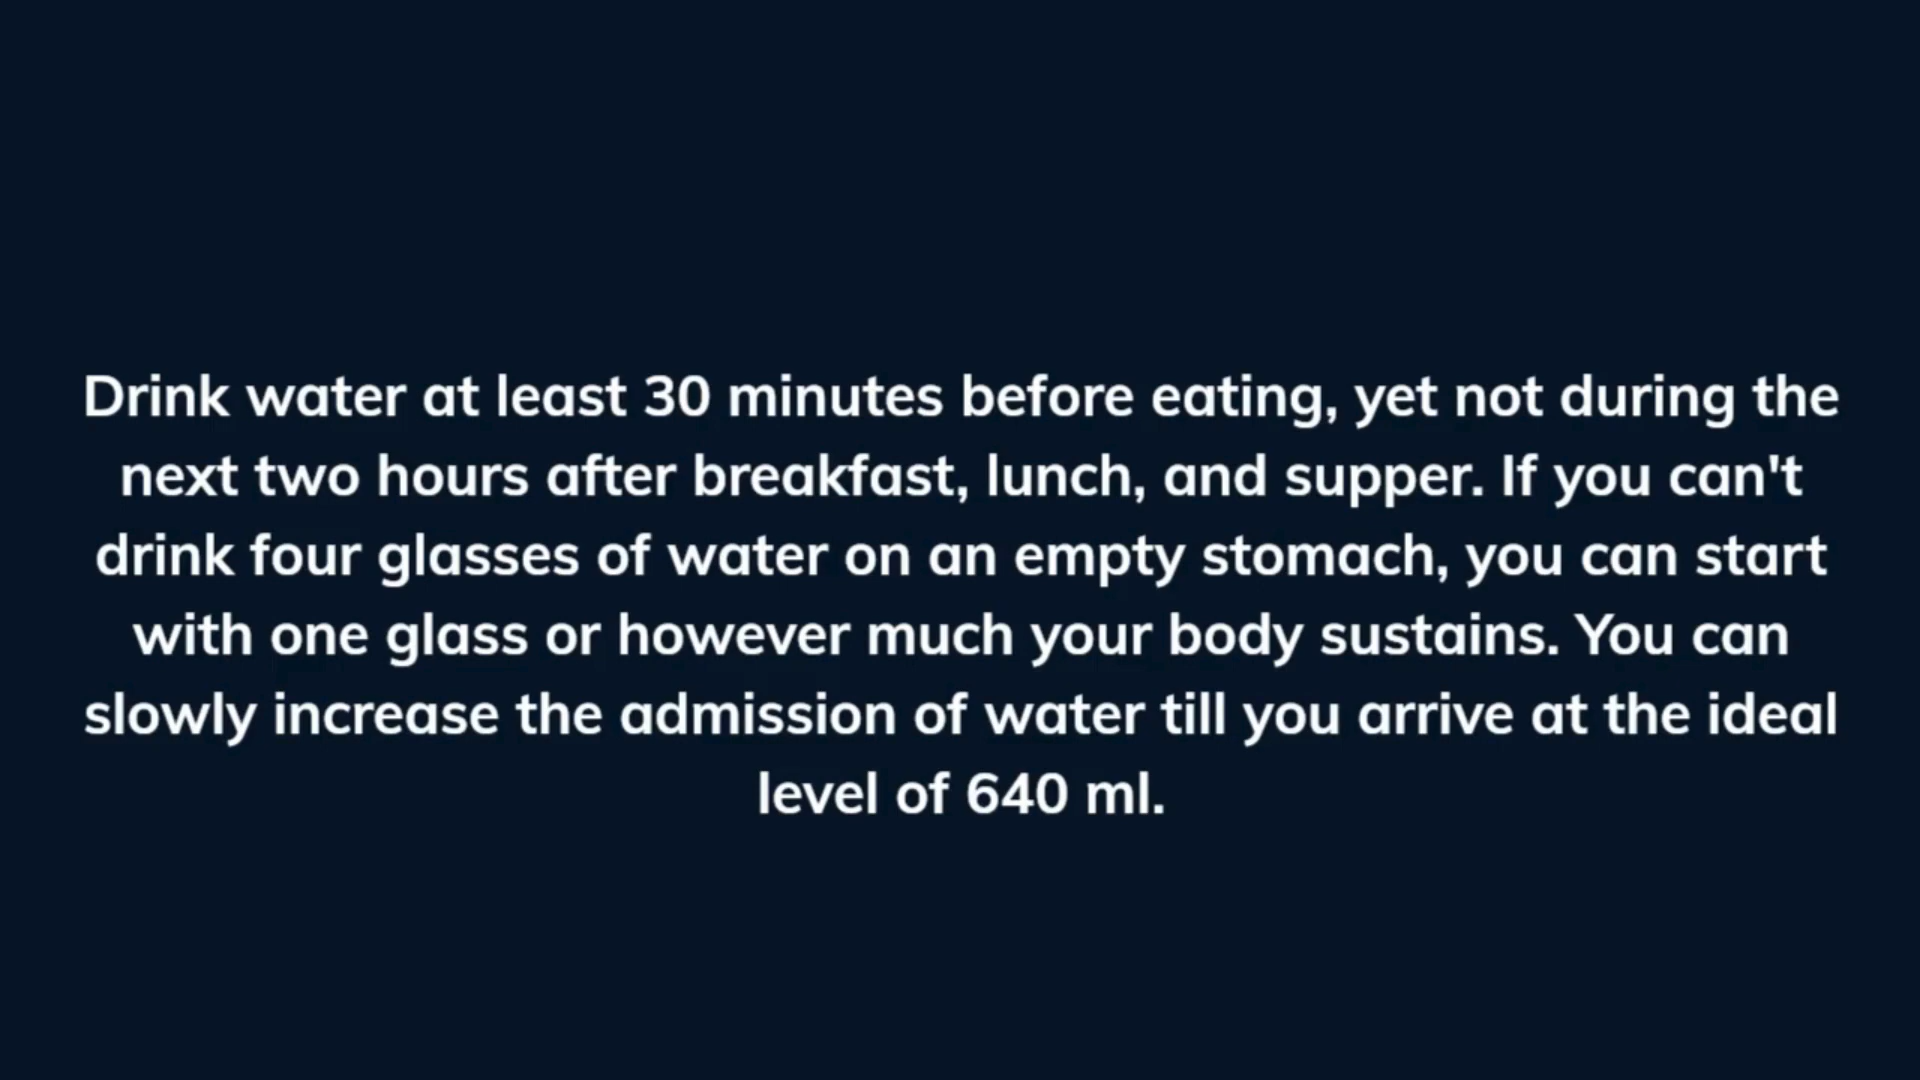 Drink water at least 30 minutes before eating, yet not during the
next two hours after breakfast, lunch, and supper. If you can't
drink four glasses of water on an empty stomach, you can start
with one glass or however much your body sustains. You can
slowly increase the admission of water till you arrive at the ideal
level of 640 ml.